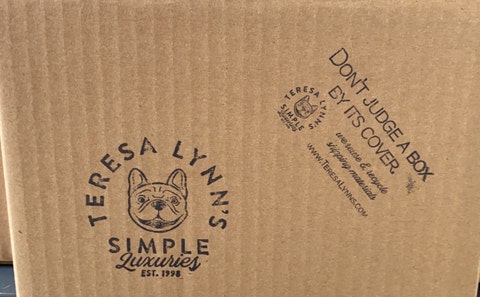 TERESA LYNN'S
SIMPLE
Luxuries
EST. 1998
TERESA LYNN'S
SIMPLE
Luxuries
DON'T JUDGE A BOX
BY ITS COVER
we reuse & recycle
shipping materials
www.TeresaLynns.com